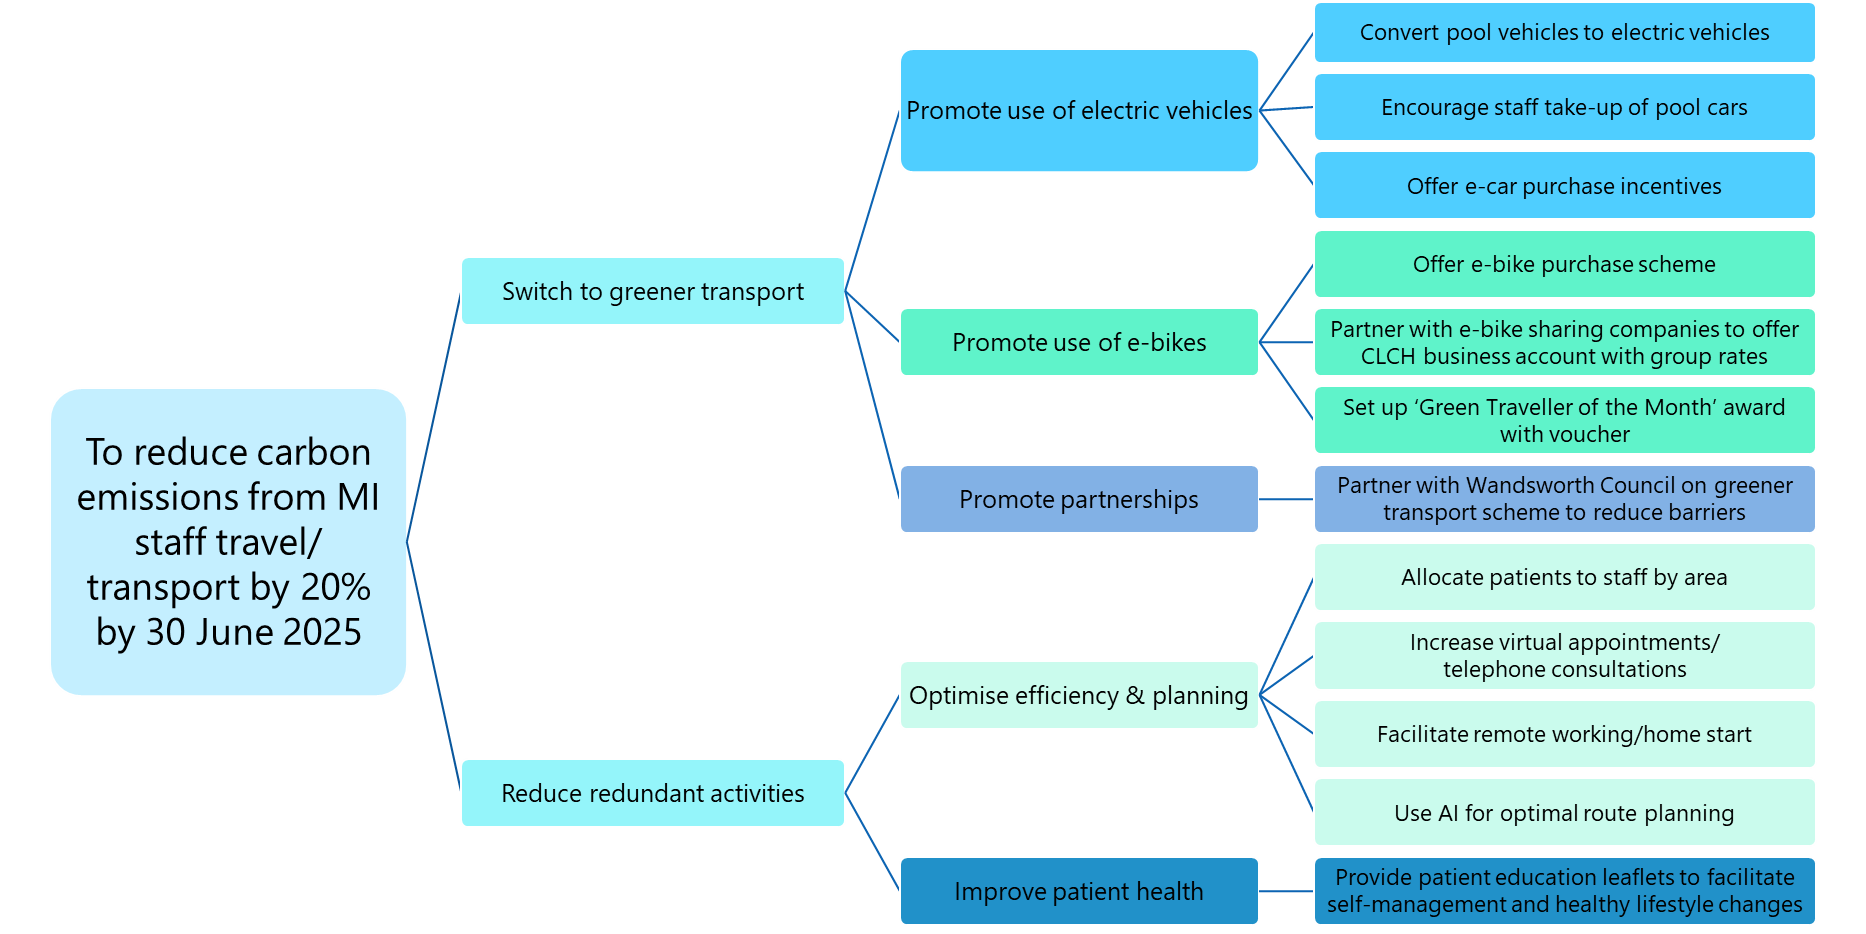 To reduce carbon
emissions from MI
staff travel/
transport by 20%
by 30 June 2025
Switch to greener transport
Promote use of electric vehicles
Convert pool vehicles to electric vehicles
Encourage staff take-up of pool cars
Offer e-car purchase incentives
Promote use of e-bikes
Offer e-bike purchase scheme
Partner with e-bike sharing companies to offer
CLCH business account with group rates
Set up ‘Green Traveller of the Month’ award
with voucher
Promote partnerships
Partner with Wandsworth Council on greener
transport scheme to reduce barriers
Reduce redundant activities
Optimise efficiency & planning
Allocate patients to staff by area
Increase virtual appointments/
telephone consultations
Facilitate remote working/home start
Use AI for optimal route planning
Improve patient health
Provide patient education leaflets to facilitate
self-management and healthy lifestyle changes